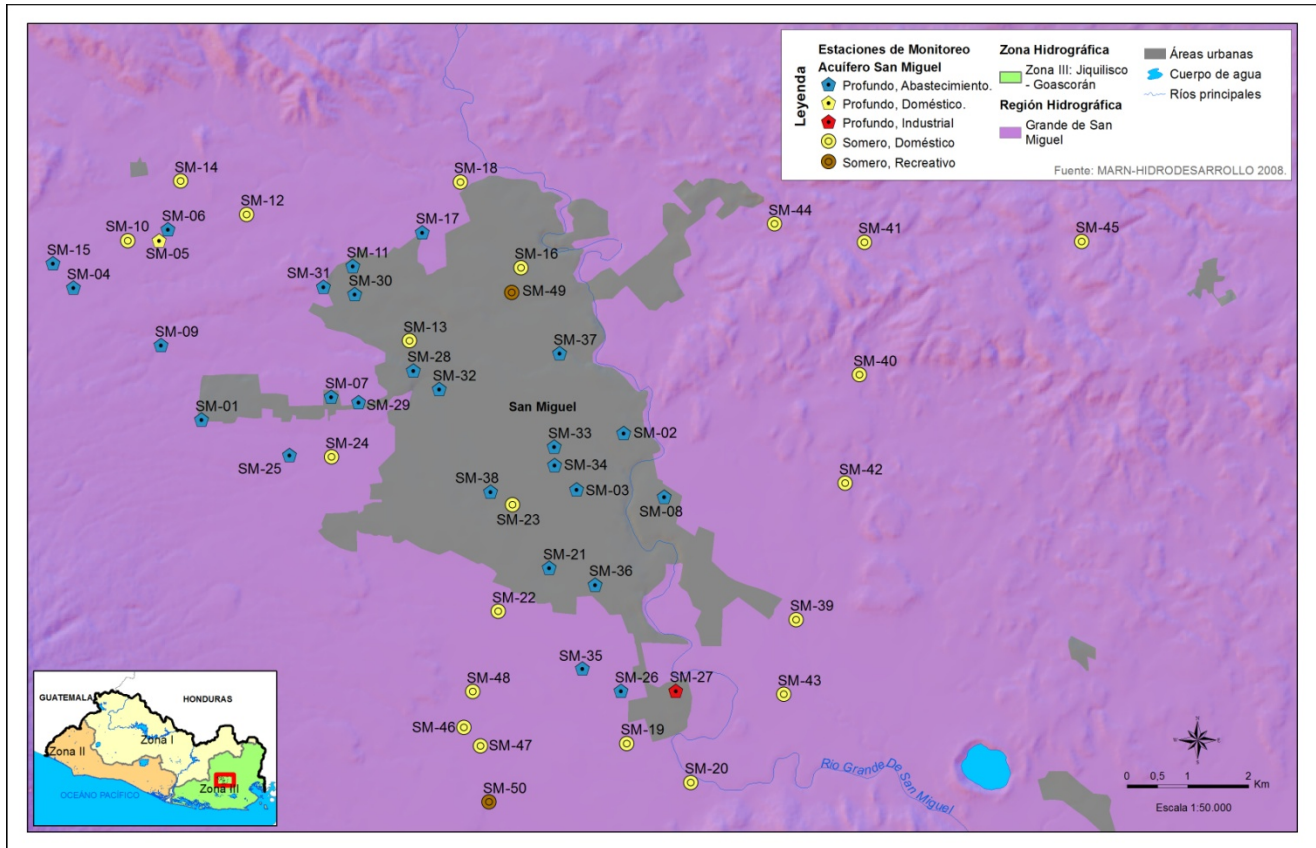 Leyenda
Estaciones de Monitoreo
Acuífero San Miguel
Profundo, Abastecimiento.
Profundo, Doméstico.
Profundo, Industrial
Somero, Doméstico
Somero, Recreativo
Zona Hidrográfica
Zona III: Jiquilisco
- Goascorán
Región Hidrográfica
Grande de San
Miguel
Áreas urbanas
Cuerpo de agua
Ríos principales
Fuente: MARN-HIDRODESARROLLO 2008.
SM-14
SM-18
SM-12
SM-06
SM-10
SM-05
SM-17
SM-44
SM-41
SM-45
SM-15
SM-04
SM-11
SM-16
SM-31
SM-30
SM-49
SM-09
SM-13
SM-37
SM-28
SM-32
SM-40
SM-07
SM-29
SM-01
San Miguel
SM-02
SM-33
SM-24
SM-25
SM-34
SM-42
SM-38
SM-03
SM-08
SM-23
SM-21
SM-36
SM-22
SM-39
SM-35
SM-48
SM-26
SM-27
SM-43
SM-46
SM-47
SM-19
SM-20
SM-50
Rio Grande De San Miguel
GUATEMALA
HONDURAS
Zona I
Zona II
Zona III
OCEÁNO PACÍFICO
0 0,5 1 2
Km
Escala 1:50.000